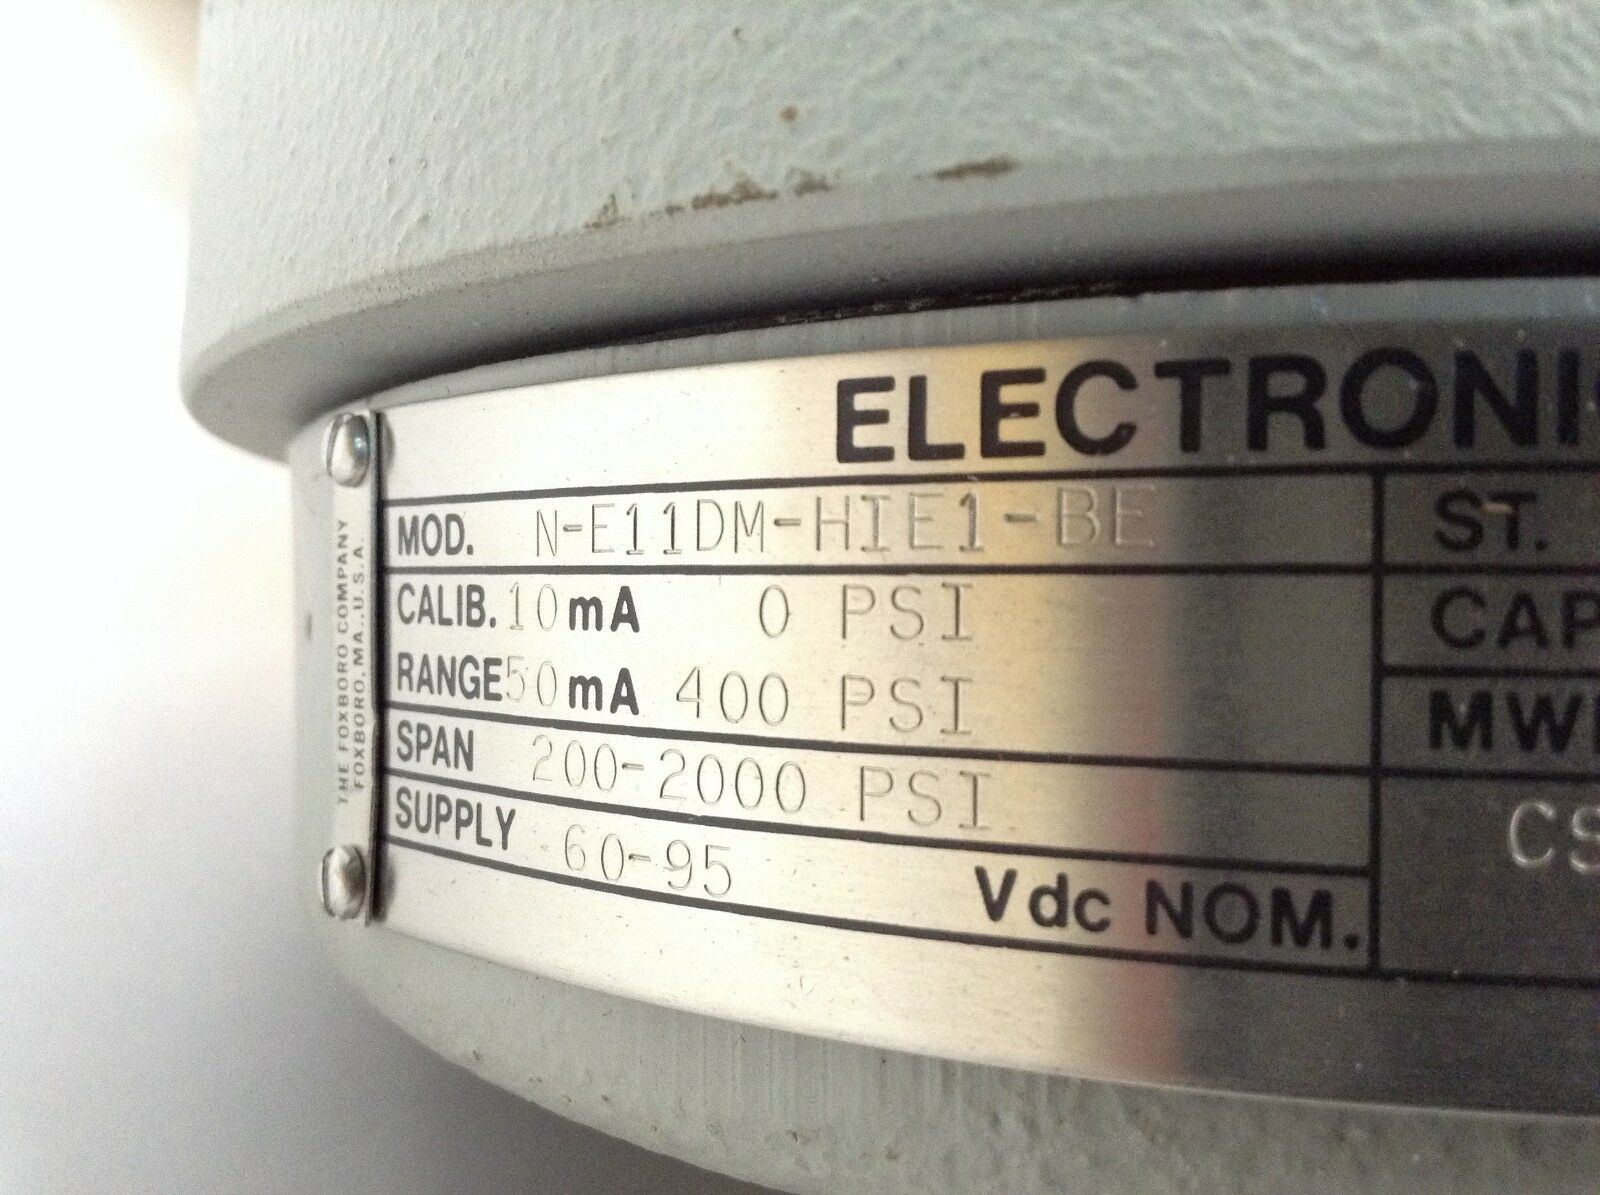 ELECTRONI
MOD. N-E11DM-HIE1-BE
CALIB. 10 mA 0 PSI
RANGE 50 mA 400 PSI
SPAN 200-2000 PSI
SUPPLY 60-95 Vdc NOM.
ST.
CAP
MW
CS
THE FOXBORO COMPANY
FOXBORO, MA., U.S.A.